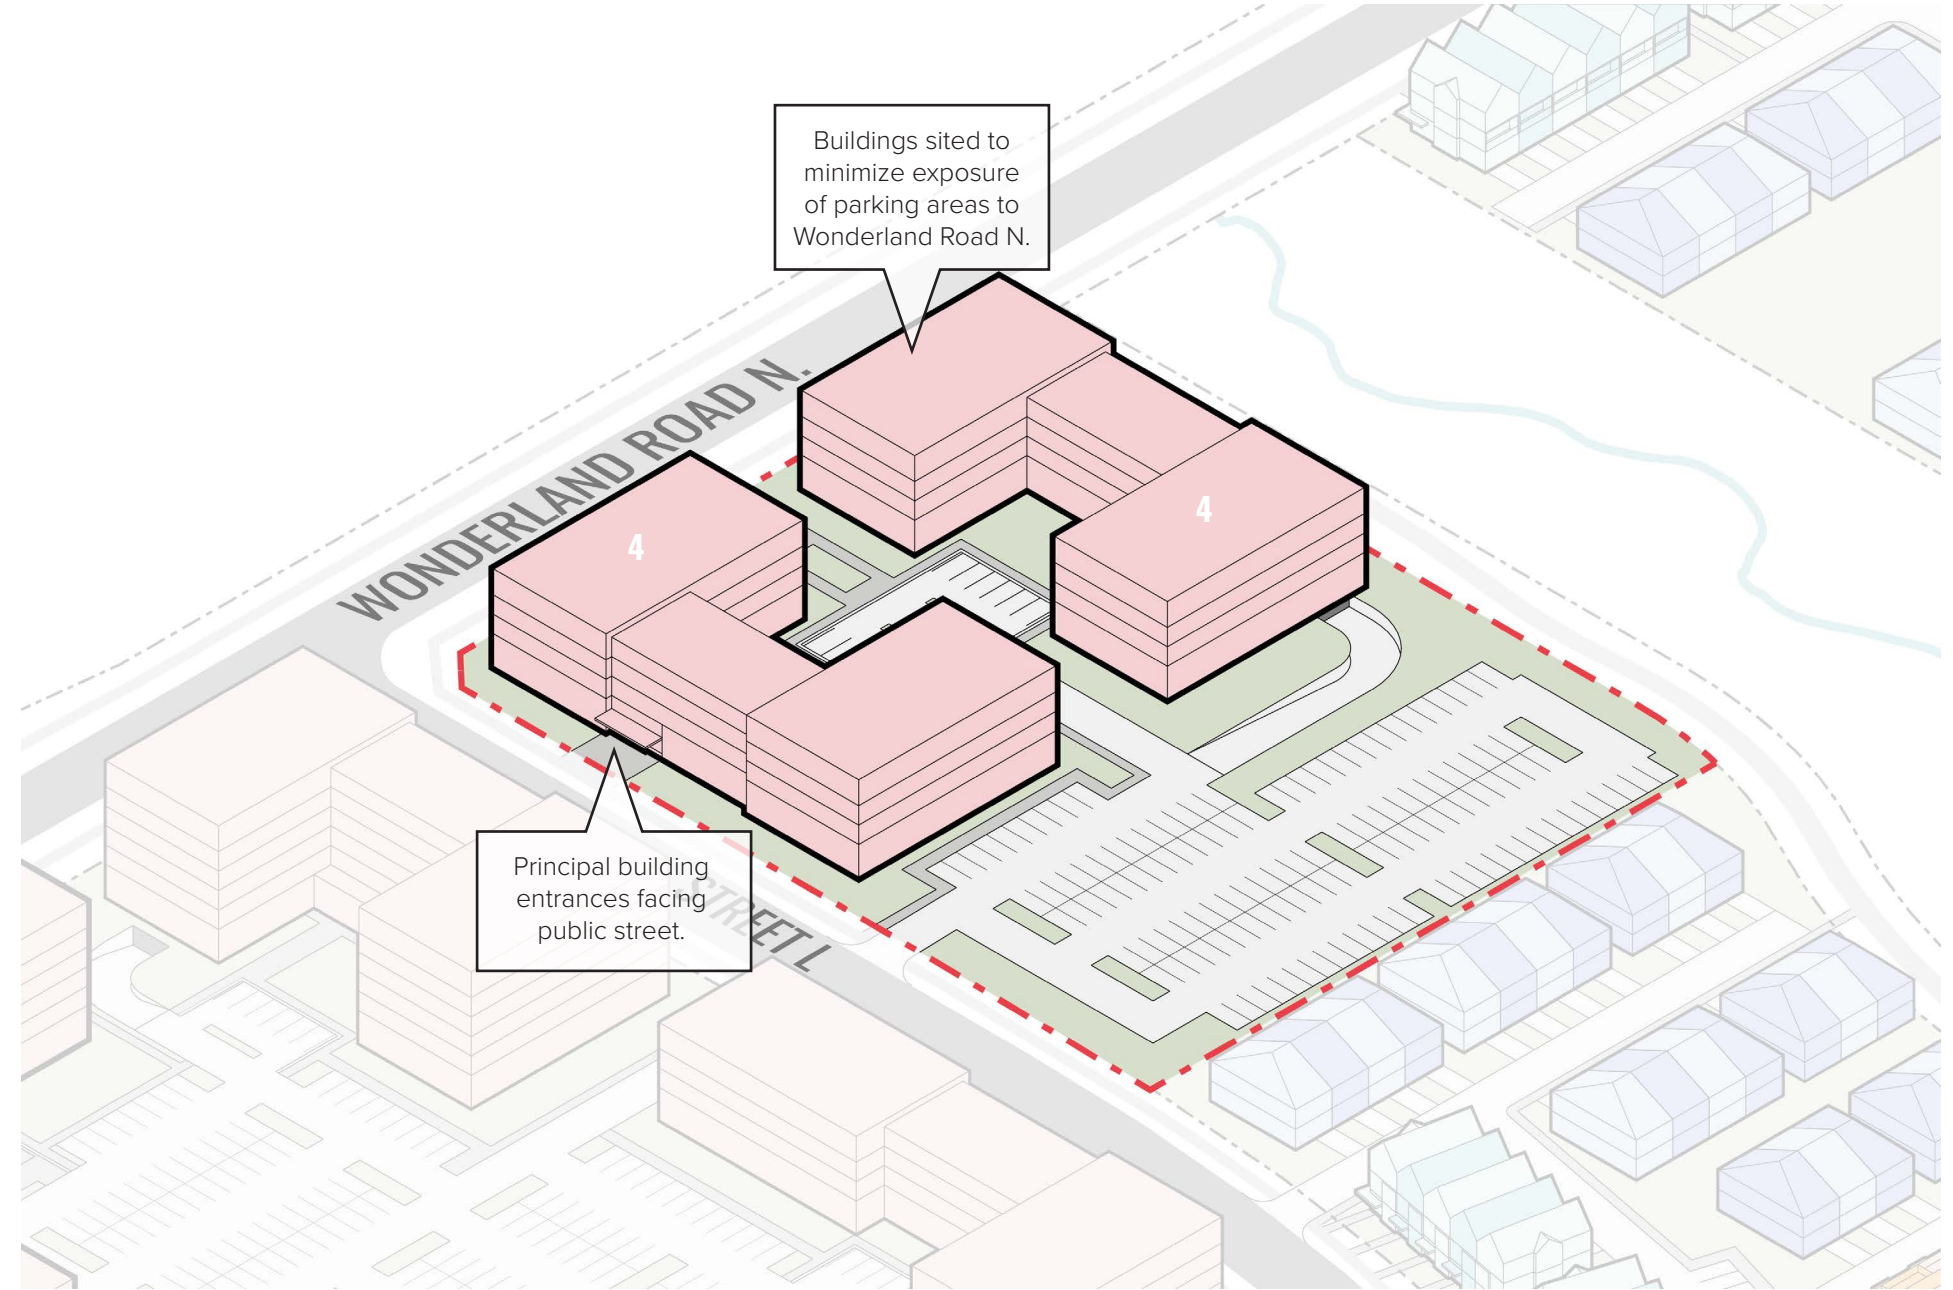 Buildings sited to
minimize exposure
of parking areas to
Wonderland Road N.
WONDERLAND ROAD N.
4
4
Principal building
entrances facing
public street.
STREET L